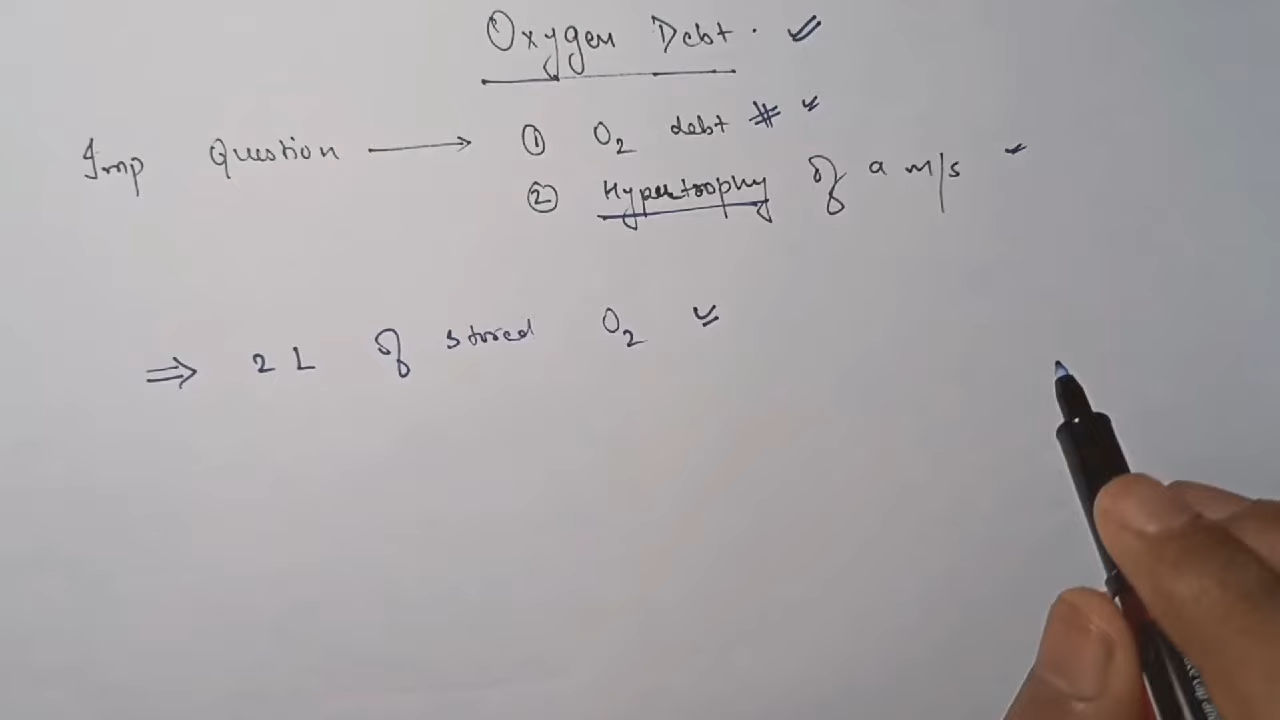 Oxygen Debt.
Imp Question → ① O₂ debt #
② Hypertrophy of a m/s
⇒ 2 L of stored O₂